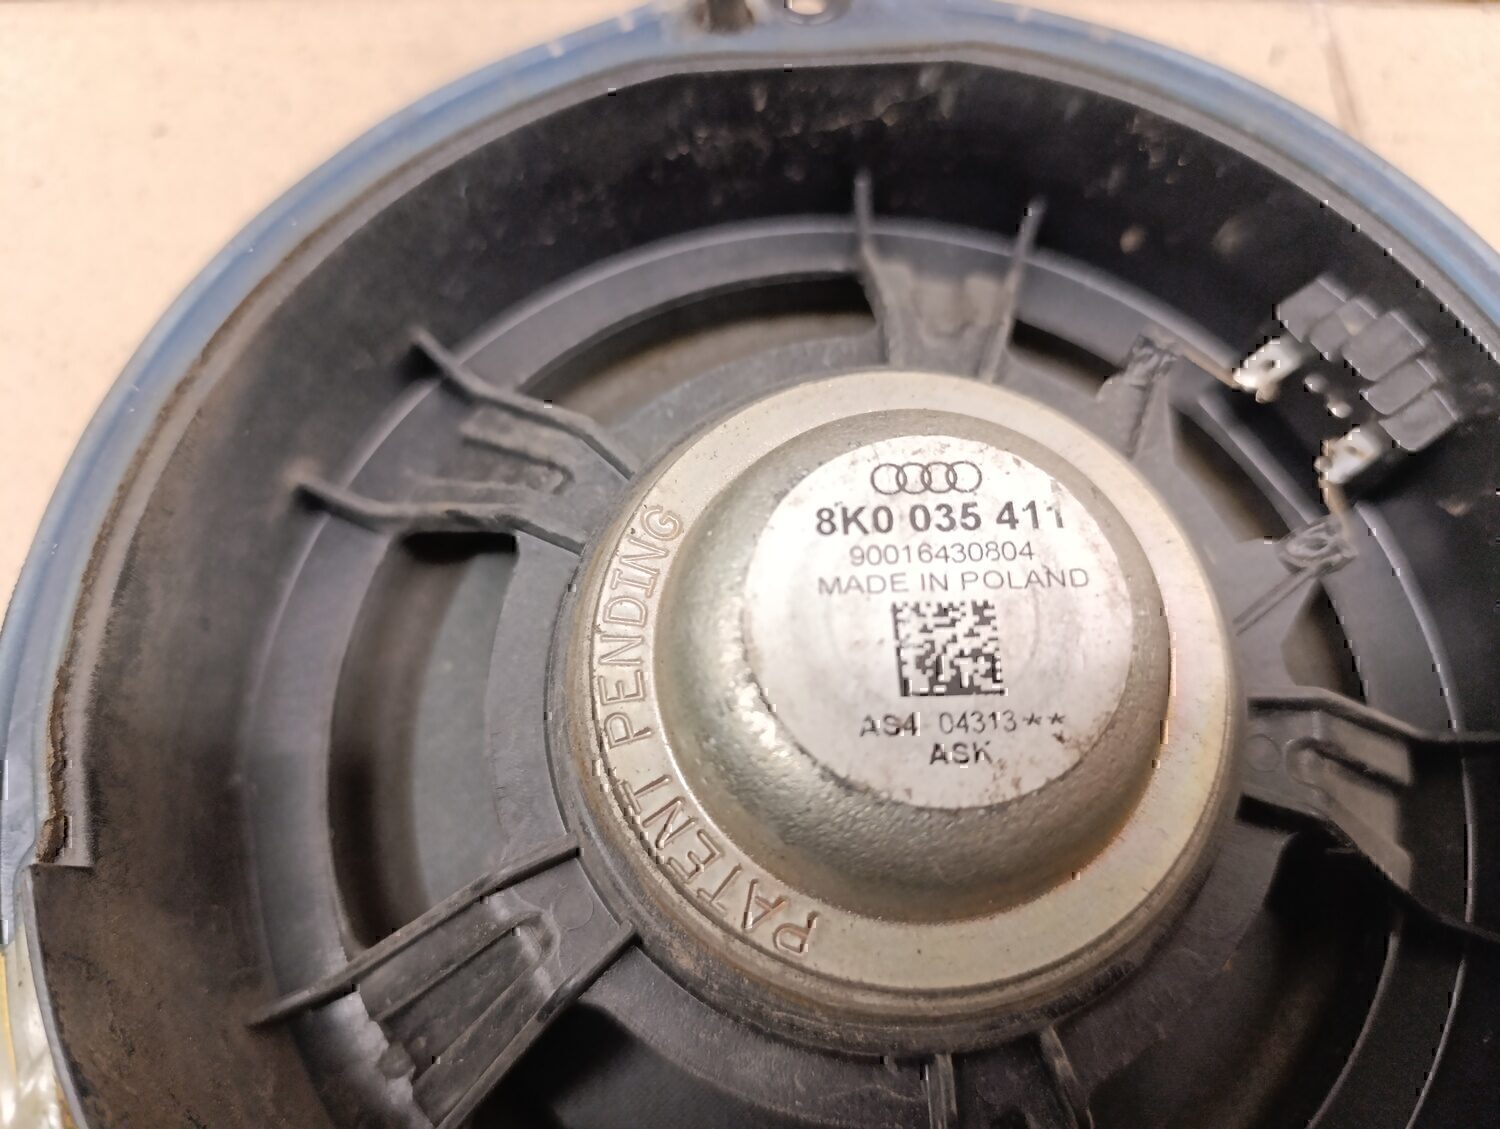 8K0 035 411
90016430804
MADE IN POLAND
AS4 04313**
ASK
PATENT PENDING